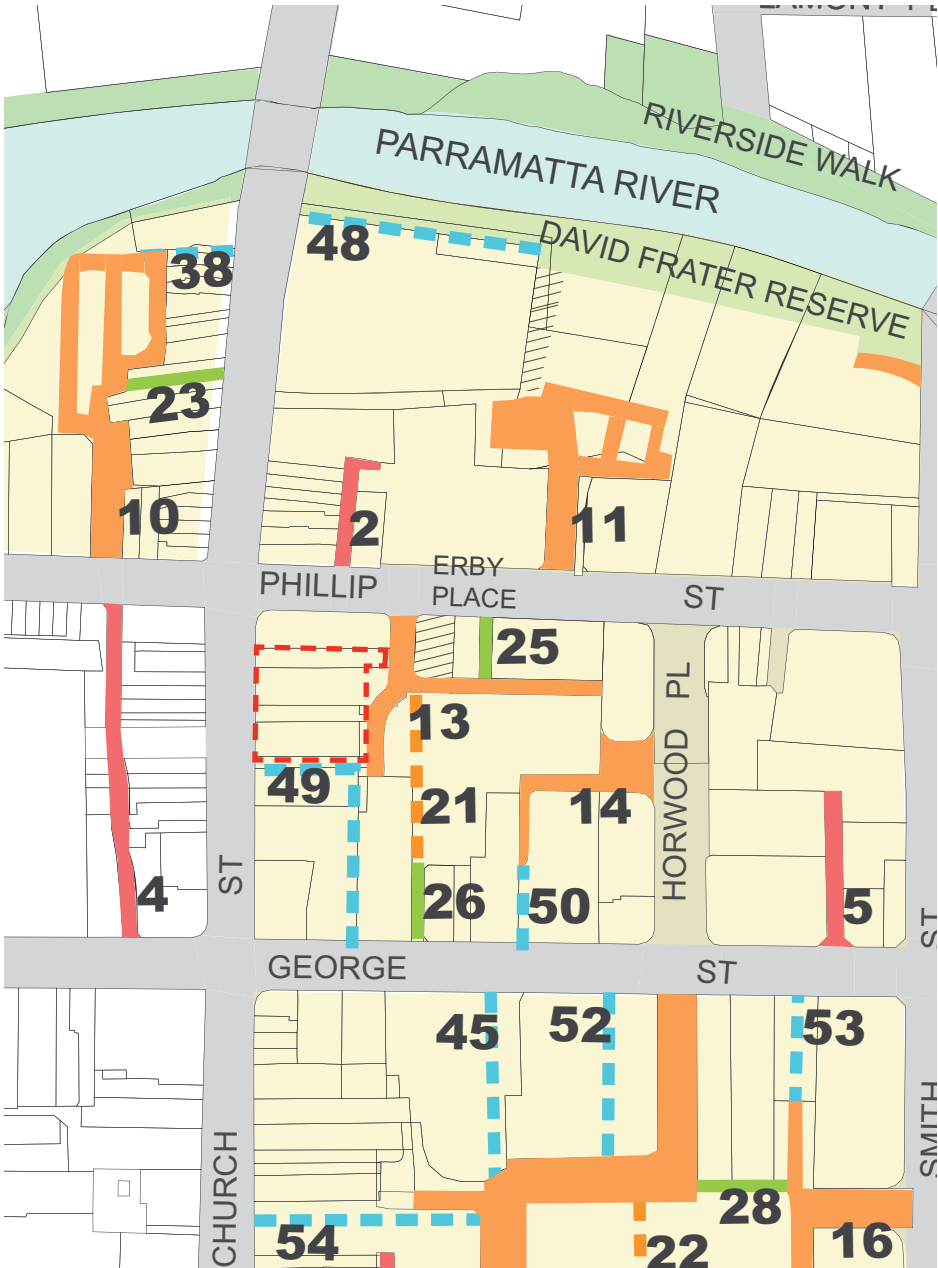 RIVERSIDE WALK
PARRAMATTA RIVER
DAVID FRATER RESERVE
48
38
23
10
2
11
ERBY
PLACE
PHILLIP
ST
25
13
49
21
14
HORWOOD PL
4
ST
26
50
5
ST
GEORGE
ST
45
52
53
SMITH
CHURCH
28
54
22
16